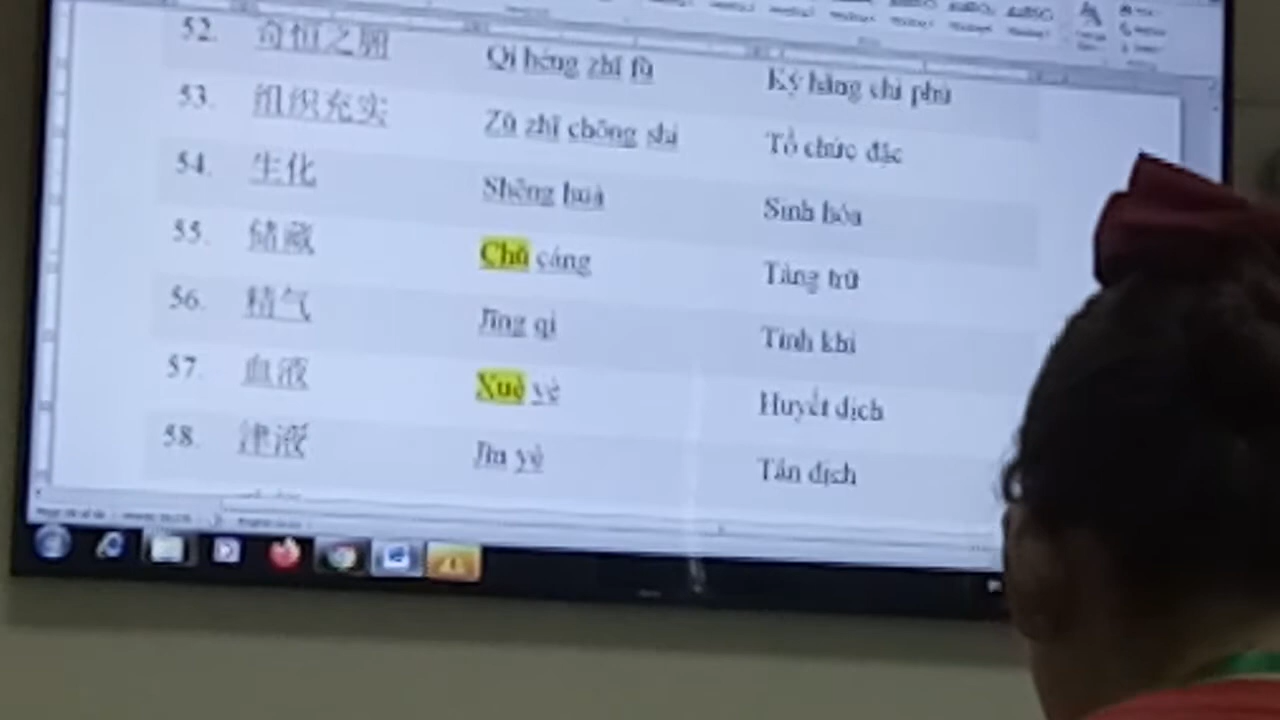 52. 奇恒之腑 Qí héng zhī fǔ Kỳ hằng chi phủ
53. 组织充实 Zǔ zhī chōng shí Tổ chức đặc
54. 生化 Shēng huà Sinh hóa
55. 储藏 Chǔ cáng Tàng trữ
56. 精气 Jīng qì Tinh khí
57. 血液 Xuè yè Huyết dịch
58. 津液 Jīn yè Tân dịch